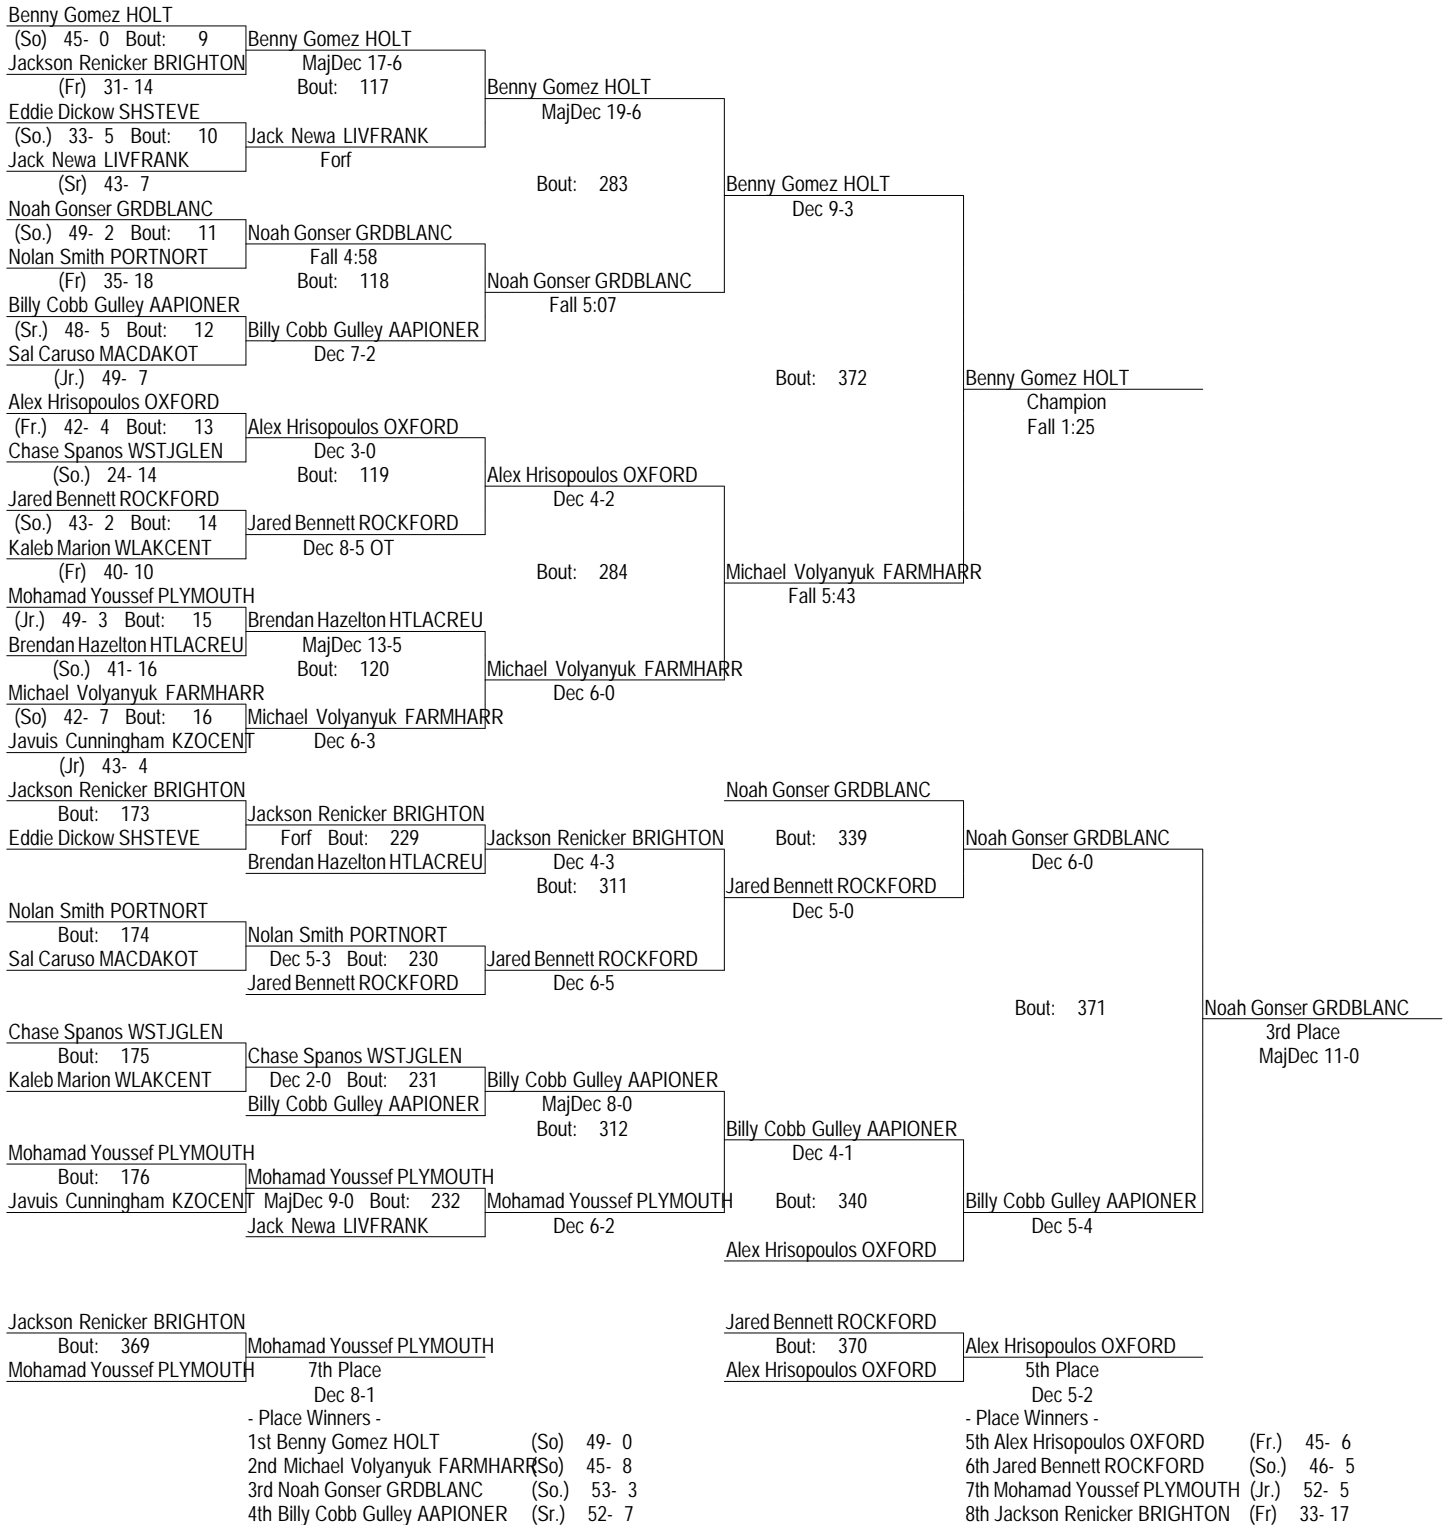 Benny Gomez HOLT
(So) 45- 0 Bout: 9 Benny Gomez HOLT
Jackson Renicker BRIGHTON MajDec 17-6
(Fr) 31- 14 Bout: 117 Benny Gomez HOLT
Eddie Dickow SHSTEVE MajDec 19-6
(So.) 33- 5 Bout: 10 Jack Newa LIVFRANK
Jack Newa LIVFRANK Forf
(Sr) 43- 7 Bout: 283 Benny Gomez HOLT
Noah Gonser GRDBLANC Dec 9-3
(So.) 49- 2 Bout: 11 Noah Gonser GRDBLANC
Nolan Smith PORTNORT Fall 4:58
(Fr) 35- 18 Bout: 118 Noah Gonser GRDBLANC
Billy Cobb Gulley AAPIONER Fall 5:07
(Sr.) 48- 5 Bout: 12 Billy Cobb Gulley AAPIONER
Sal Caruso MACDAKOT Dec 7-2
(Jr.) 49- 7 Bout: 372 Benny Gomez HOLT
Alex Hrisopoulos OXFORD Champion
(Fr.) 42- 4 Bout: 13 Alex Hrisopoulos OXFORD Fall 1:25
Chase Spanos WSTJGLEN Dec 3-0
(So.) 24- 14 Bout: 119 Alex Hrisopoulos OXFORD
Jared Bennett ROCKFORD Dec 4-2
(So.) 43- 2 Bout: 14 Jared Bennett ROCKFORD
Kaleb Marion WLAKCENT Dec 8-5 OT
(Fr) 40- 10 Bout: 284 Michael Volyanyuk FARMHARR
Mohamad Youssef PLYMOUTH Fall 5:43
(Jr.) 49- 3 Bout: 15 Brendan Hazelton HTLACREU
Brendan Hazelton HTLACREU MajDec 13-5
(So.) 41- 16 Bout: 120 Michael Volyanyuk FARMHARR
Michael Volyanyuk FARMHARR Dec 6-0
(So) 42- 7 Bout: 16 Michael Volyanyuk FARMHARR
Javuis Cunningham KZOCENT Dec 6-3
(Jr) 43- 4
Jackson Renicker BRIGHTON Noah Gonser GRDBLANC
Bout: 173 Jackson Renicker BRIGHTON
Eddie Dickow SHSTEVE Forf Bout: 229 Jackson Renicker BRIGHTON Bout: 339 Noah Gonser GRDBLANC
Brendan Hazelton HTLACREU Dec 4-3 Dec 6-0
Bout: 311 Jared Bennett ROCKFORD
Nolan Smith PORTNORT Dec 5-0
Bout: 174 Nolan Smith PORTNORT
Sal Caruso MACDAKOT Dec 5-3 Bout: 230 Jared Bennett ROCKFORD
Jared Bennett ROCKFORD Dec 6-5
Bout: 371 Noah Gonser GRDBLANC
Chase Spanos WSTJGLEN 3rd Place
Bout: 175 Chase Spanos WSTJGLEN MajDec 11-0
Kaleb Marion WLAKCENT Dec 2-0 Bout: 231 Billy Cobb Gulley AAPIONER
Billy Cobb Gulley AAPIONER MajDec 8-0
Bout: 312 Billy Cobb Gulley AAPIONER
Mohamad Youssef PLYMOUTH Dec 4-1
Bout: 176 Mohamad Youssef PLYMOUTH
Javuis Cunningham KZOCENT MajDec 9-0 Bout: 232 Mohamad Youssef PLYMOUTH Bout: 340 Billy Cobb Gulley AAPIONER
Jack Newa LIVFRANK Dec 6-2 Dec 5-4
Alex Hrisopoulos OXFORD
Jackson Renicker BRIGHTON Jared Bennett ROCKFORD
Bout: 369 Mohamad Youssef PLYMOUTH Bout: 370 Alex Hrisopoulos OXFORD
Mohamad Youssef PLYMOUTH 7th Place Alex Hrisopoulos OXFORD 5th Place
Dec 8-1 Dec 5-2
- Place Winners - - Place Winners -
1st Benny Gomez HOLT (So) 49- 0 5th Alex Hrisopoulos OXFORD (Fr.) 45- 6
2nd Michael Volyanyuk FARMHARR (So) 45- 8 6th Jared Bennett ROCKFORD (So.) 46- 5
3rd Noah Gonser GRDBLANC (So.) 53- 3 7th Mohamad Youssef PLYMOUTH (Jr.) 52- 5
4th Billy Cobb Gulley AAPIONER (Sr.) 52- 7 8th Jackson Renicker BRIGHTON (Fr) 33- 17